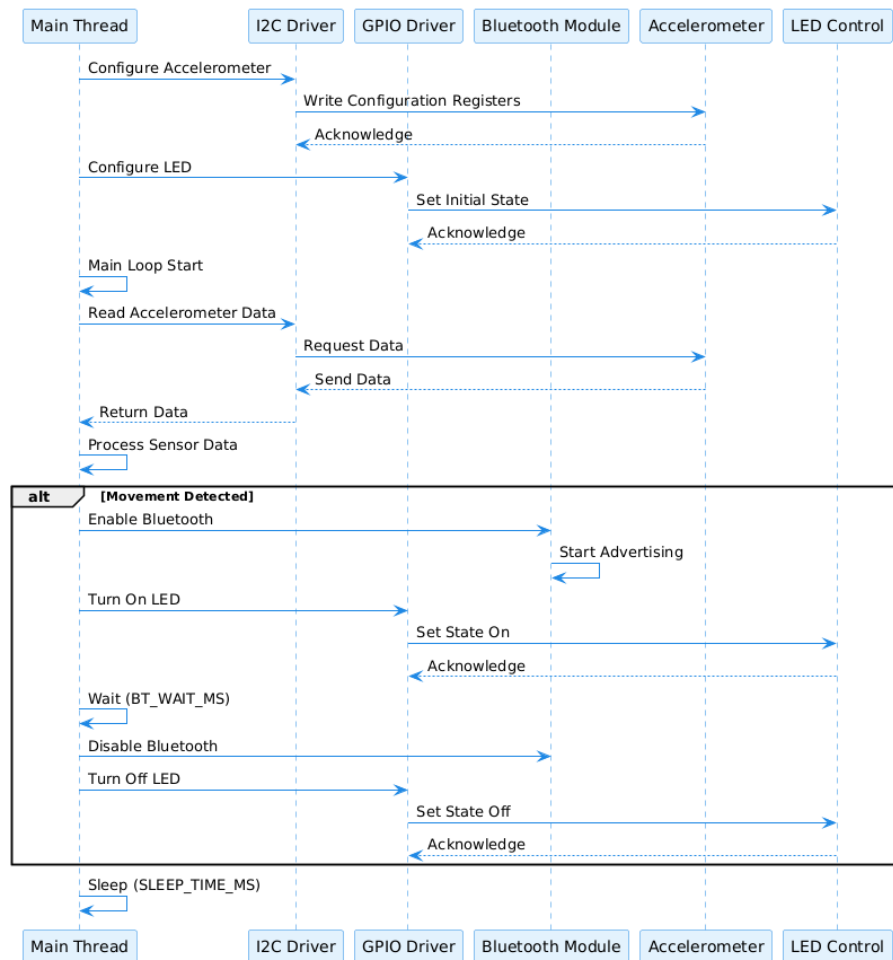 Main Thread
I2C Driver
GPIO Driver
Bluetooth Module
Accelerometer
LED Control
Configure Accelerometer
Write Configuration Registers
Acknowledge
Configure LED
Set Initial State
Acknowledge
Main Loop Start
Read Accelerometer Data
Request Data
Send Data
Return Data
Process Sensor Data
alt
[Movement Detected]
Enable Bluetooth
Start Advertising
Turn On LED
Set State On
Acknowledge
Wait (BT_WAIT_MS)
Disable Bluetooth
Turn Off LED
Set State Off
Acknowledge
Sleep (SLEEP_TIME_MS)
Main Thread
I2C Driver
GPIO Driver
Bluetooth Module
Accelerometer
LED Control